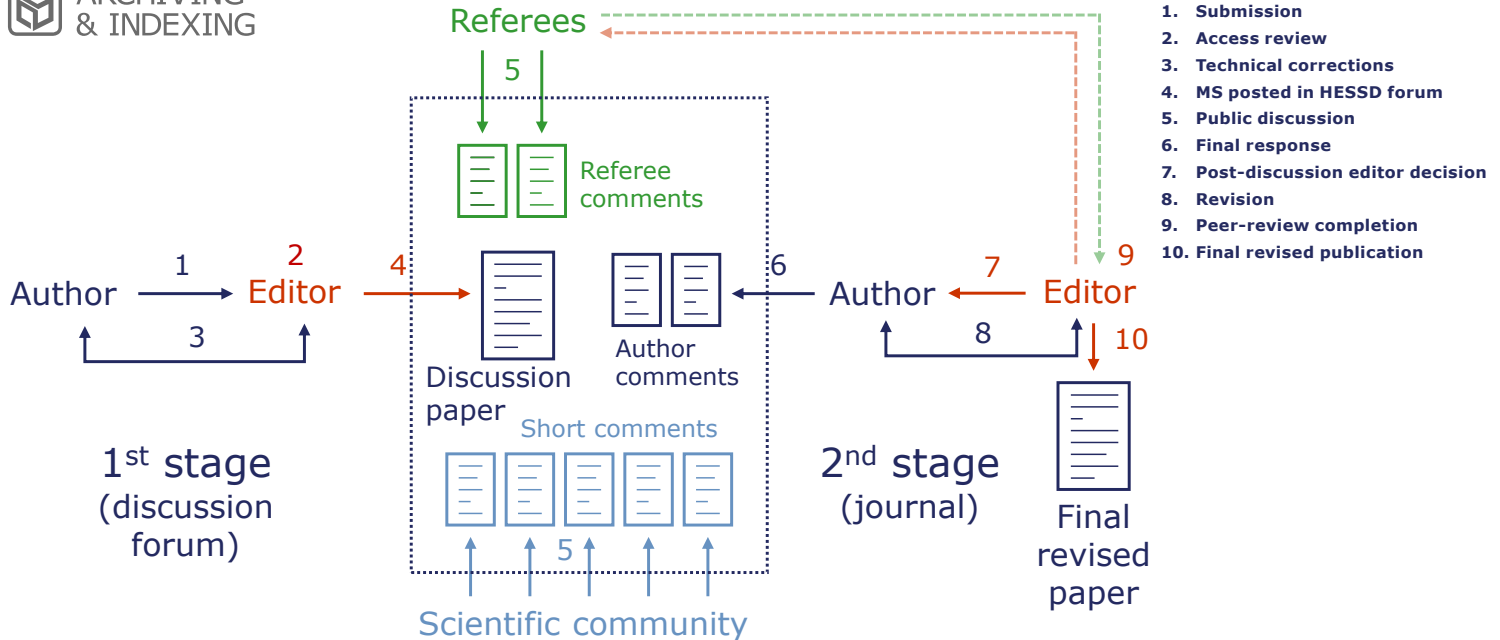 ARCHIVING
& INDEXING
Referees
5
Referee
comments
1
2
4
Author
Editor
3
Discussion
paper
6
Author
comments
Author
7
9
Editor
8
10
Short comments
5
Scientific community
1st stage
(discussion
forum)
2nd stage
(journal)
Final
revised
paper
1. Submission
2. Access review
3. Technical corrections
4. MS posted in HESSD forum
5. Public discussion
6. Final response
7. Post-discussion editor decision
8. Revision
9. Peer-review completion
10. Final revised publication